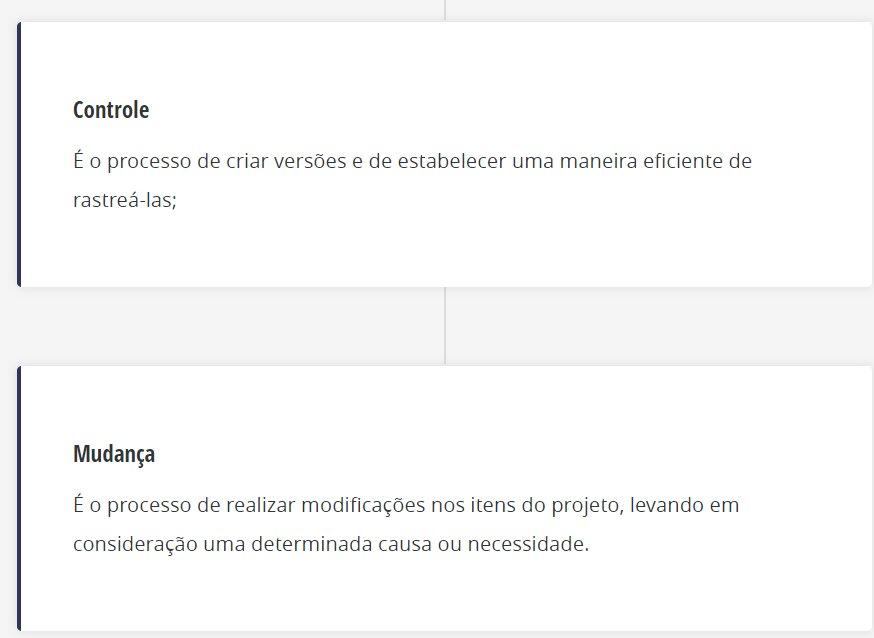 Controle
É o processo de criar versões e de estabelecer uma maneira eficiente de
rastreá-las;
Mudança
É o processo de realizar modificações nos itens do projeto, levando em
consideração uma determinada causa ou necessidade.